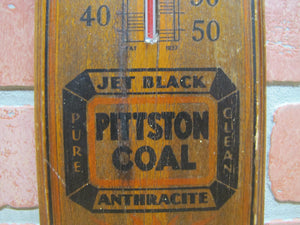 40
50
JET BLACK
PURE
PITTSTON
COAL
CLEAN
ANTHRACITE